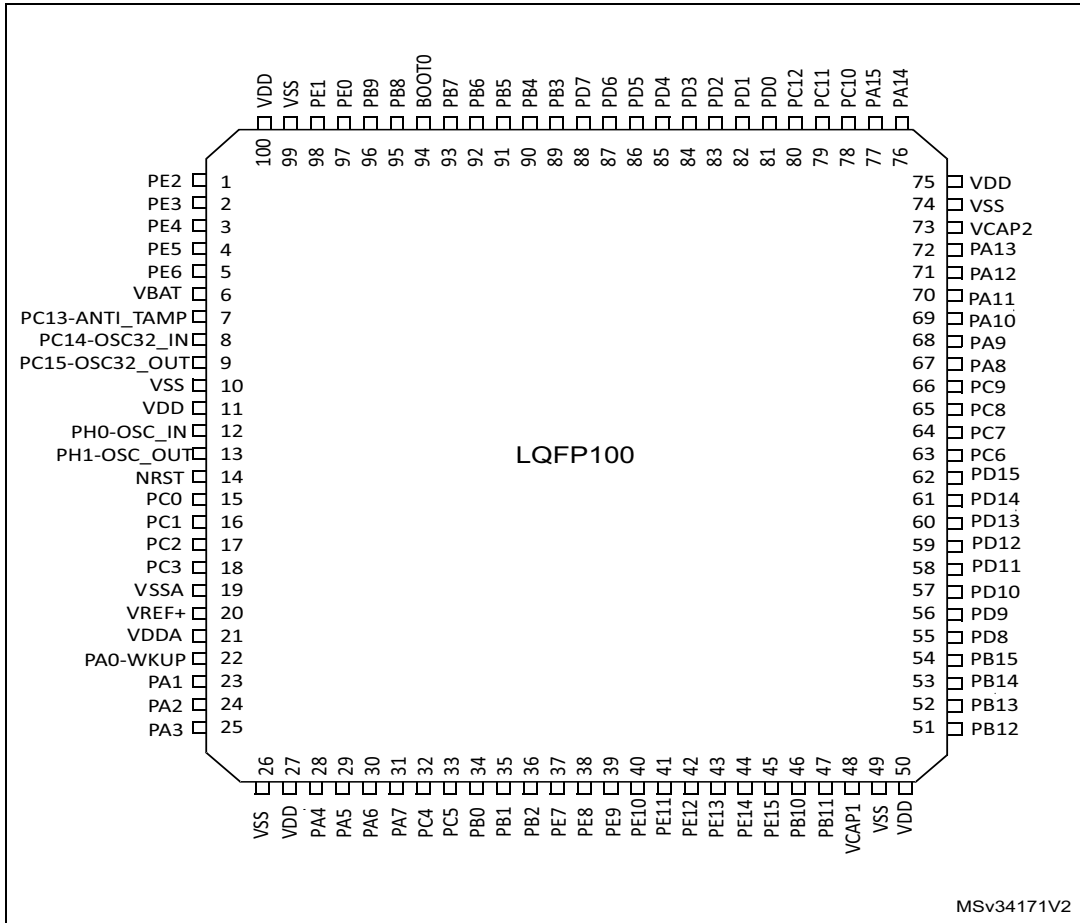 VDD VSS PE1 PE0 PB9 PB8 BOOT0 PB7 PB6 PB5 PB4 PB3 PD7 PD6 PD5 PD4 PD3 PD2 PD1 PD0 PC12 PC11 PC10 PA15 PA14
100 99 98 97 96 95 94 93 92 91 90 89 88 87 86 85 84 83 82 81 80 79 78 77 76
PE2 1 75 VDD
PE3 2 74 VSS
PE4 3 73 VCAP2
PE5 4 72 PA13
PE6 5 71 PA12
VBAT 6 70 PA11
PC13-ANTI_TAMP 7 69 PA10
PC14-OSC32_IN 8 68 PA9
PC15-OSC32_OUT 9 67 PA8
VSS 10 66 PC9
VDD 11 65 PC8
PH0-OSC_IN 12 64 PC7
PH1-OSC_OUT 13 LQFP100 63 PC6
NRST 14 62 PD15
PC0 15 61 PD14
PC1 16 60 PD13
PC2 17 59 PD12
PC3 18 58 PD11
VSSA 19 57 PD10
VREF+ 20 56 PD9
VDDA 21 55 PD8
PA0-WKUP 22 54 PB15
PA1 23 53 PB14
PA2 24 52 PB13
PA3 25 51 PB12
26 27 28 29 30 31 32 33 34 35 36 37 38 39 40 41 42 43 44 45 46 47 48 49 50
VSS VDD PA4 PA5 PA6 PA7 PC4 PC5 PB0 PB1 PB2 PE7 PE8 PE9 PE10 PE11 PE12 PE13 PE14 PE15 PB10 PB11 VCAP1 VSS VDD
MSv34171V2